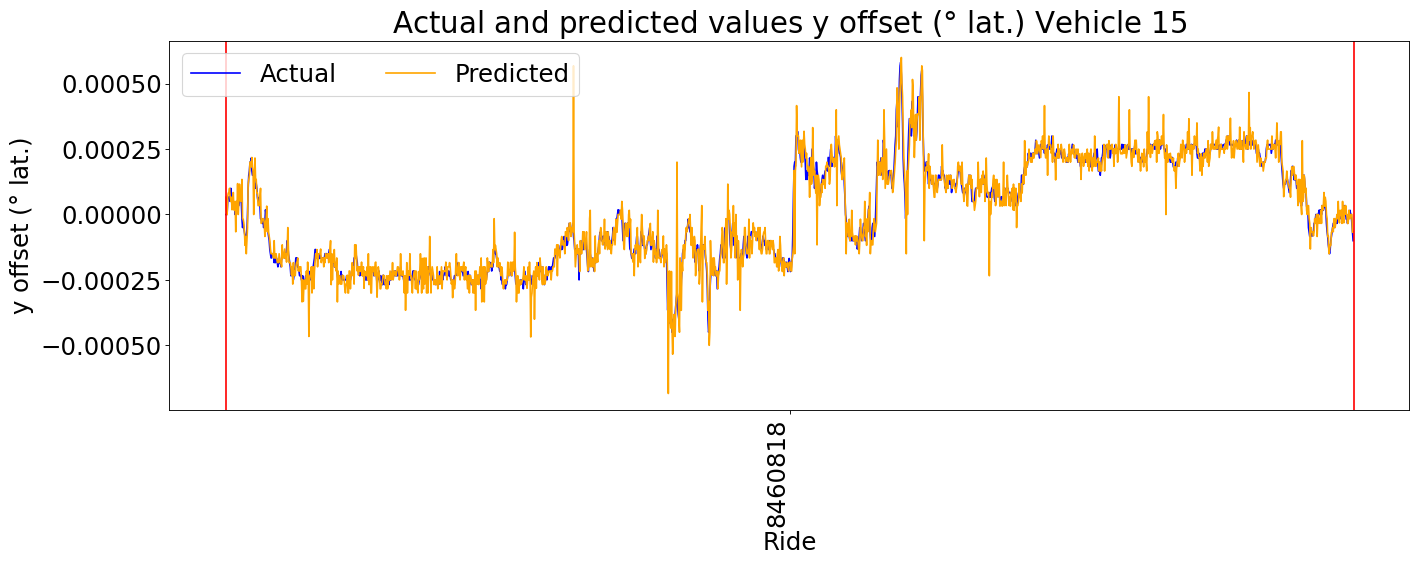 Actual and predicted values y offset (° lat.) Vehicle 15
Actual Predicted
y offset (° lat.)
0.00050
0.00025
0.00000
−0.00025
−0.00050
8460818
Ride